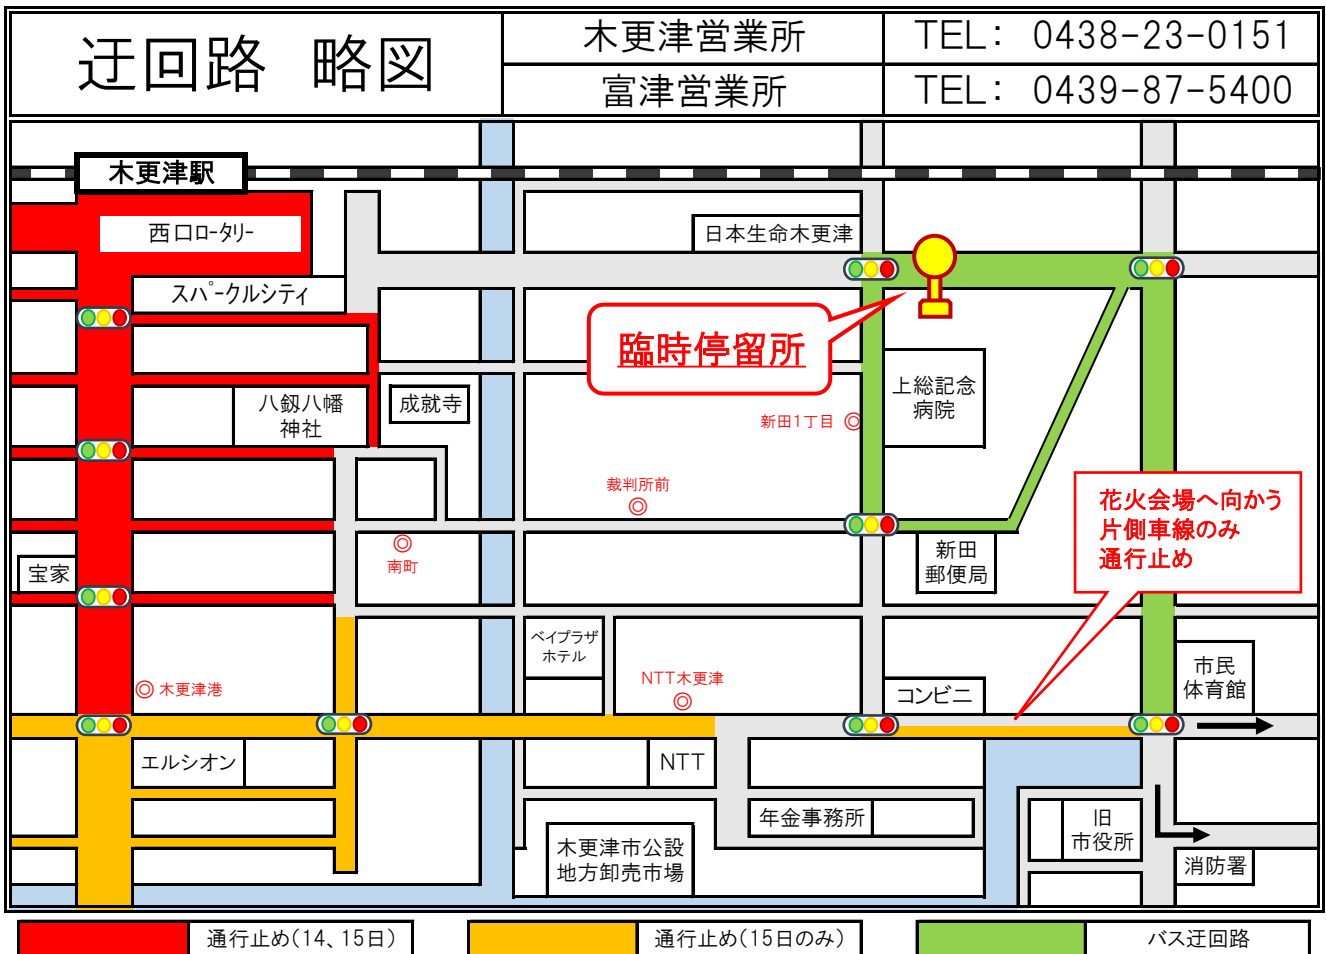 迂回路 略図
木更津営業所
TEL: 0438-23-0151
富津営業所
TEL: 0439-87-5400
木更津駅
西口ロータリー
日本生命木更津
スパークルシティ
臨時停留所
上総記念
病院
八剱八幡
神社
成就寺
新田1丁目
裁判所前
花火会場へ向かう
片側車線のみ
通行止め
南町
新田
郵便局
宝家
ベイプラザ
ホテル
市民
体育館
木更津港
NTT木更津
コンビニ
エルシオン
NTT
年金事務所
旧
市役所
木更津市公設
地方卸売市場
消防署
通行止め(14、15日)
通行止め(15日のみ)
バス迂回路